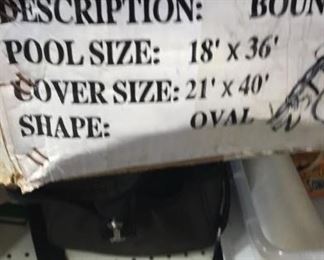 DESCRIPTION:
POOL SIZE: 18' X 36'
COVER SIZE: 21' X 40'
SHAPE: OVAL